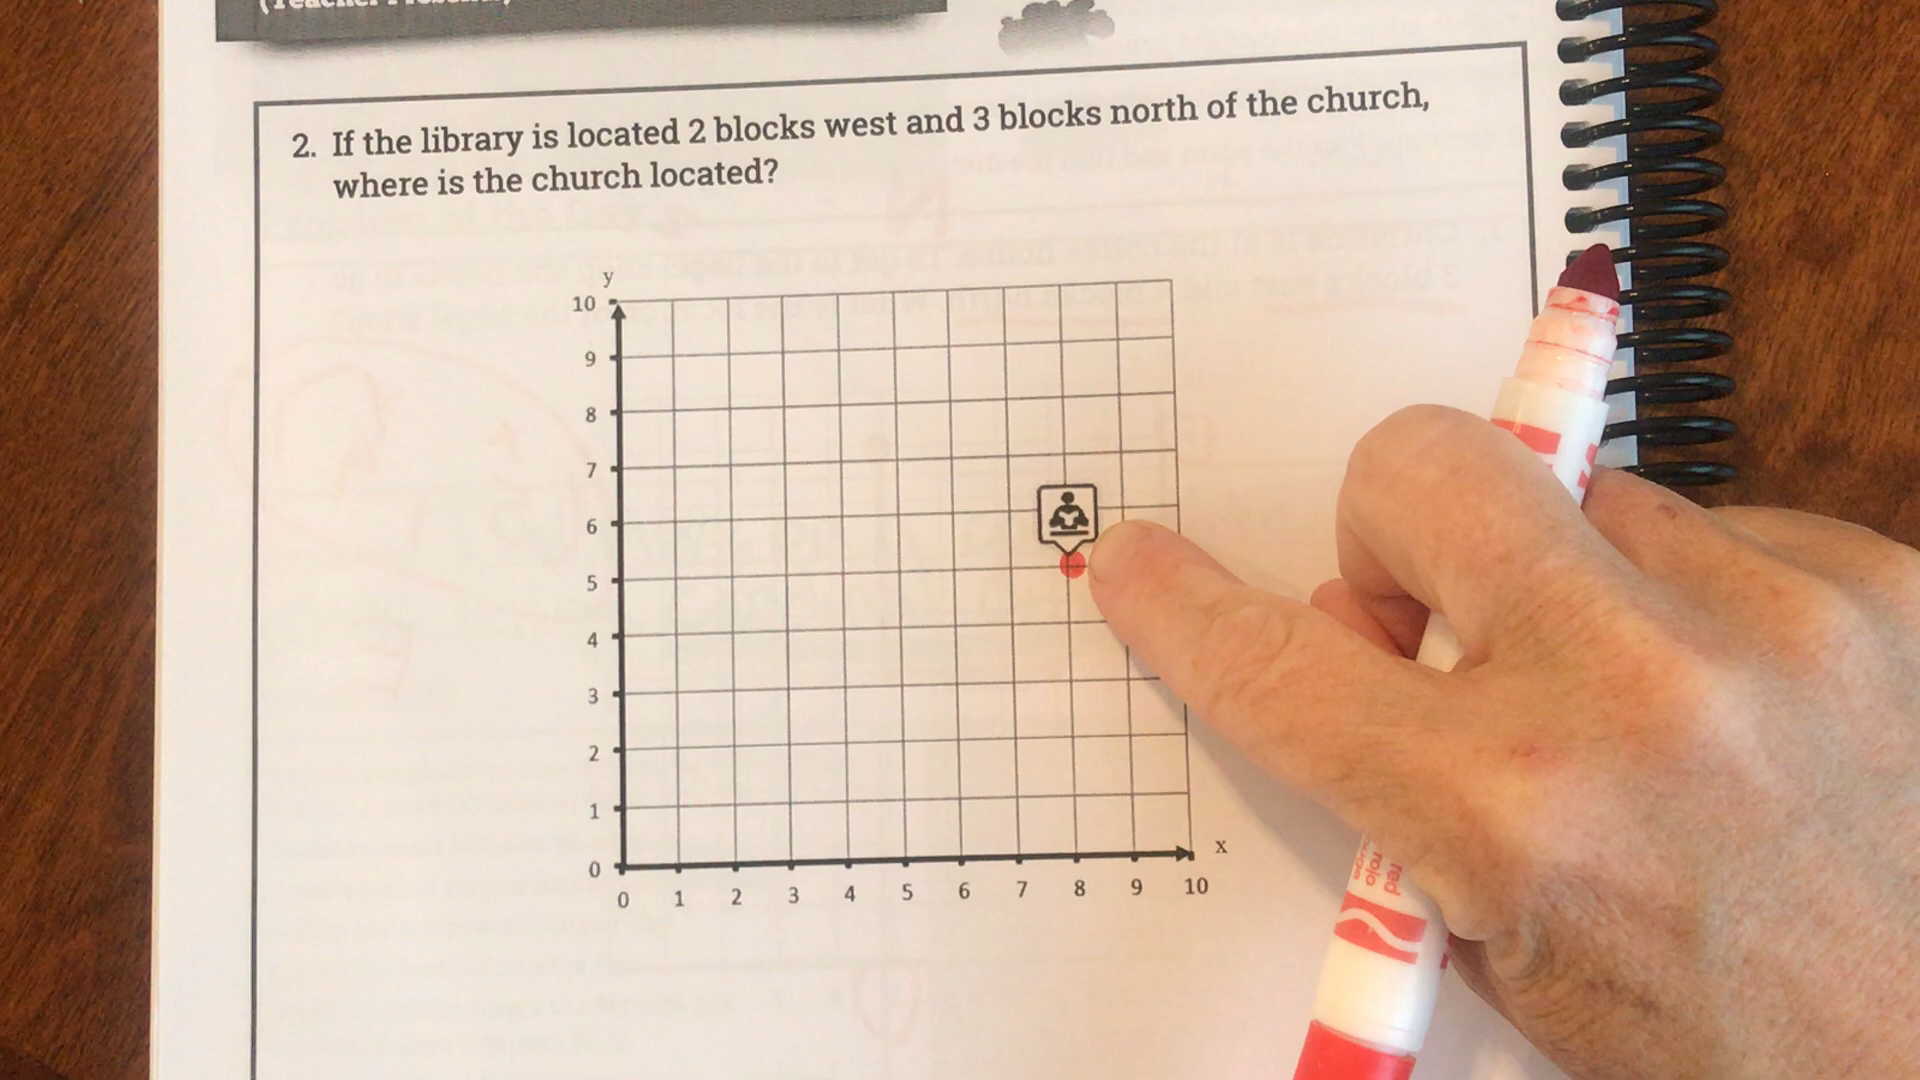 2. If the library is located 2 blocks west and 3 blocks north of the church,
where is the church located?
y
10
9
8
7
6
5
4
3
2
1
0
x
0 1 2 3 4 5 6 7 8 9 10
red
rojo